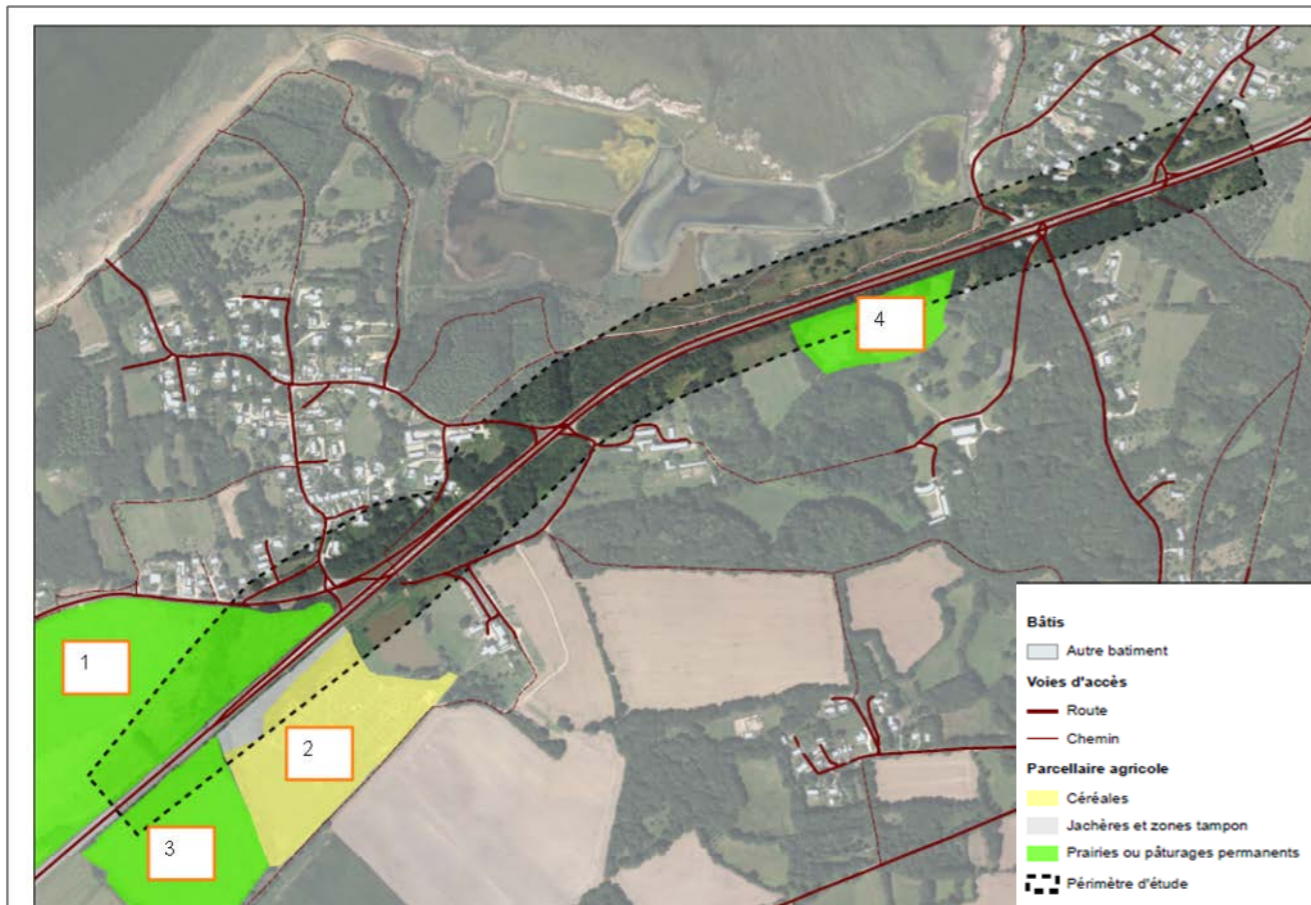 4
1
2
3
Bâtis
Autre batiment
Voies d'accès
Route
Chemin
Parcellaire agricole
Céréales
Jachères et zones tampon
Prairies ou pâturages permanents
Périmètre d'étude